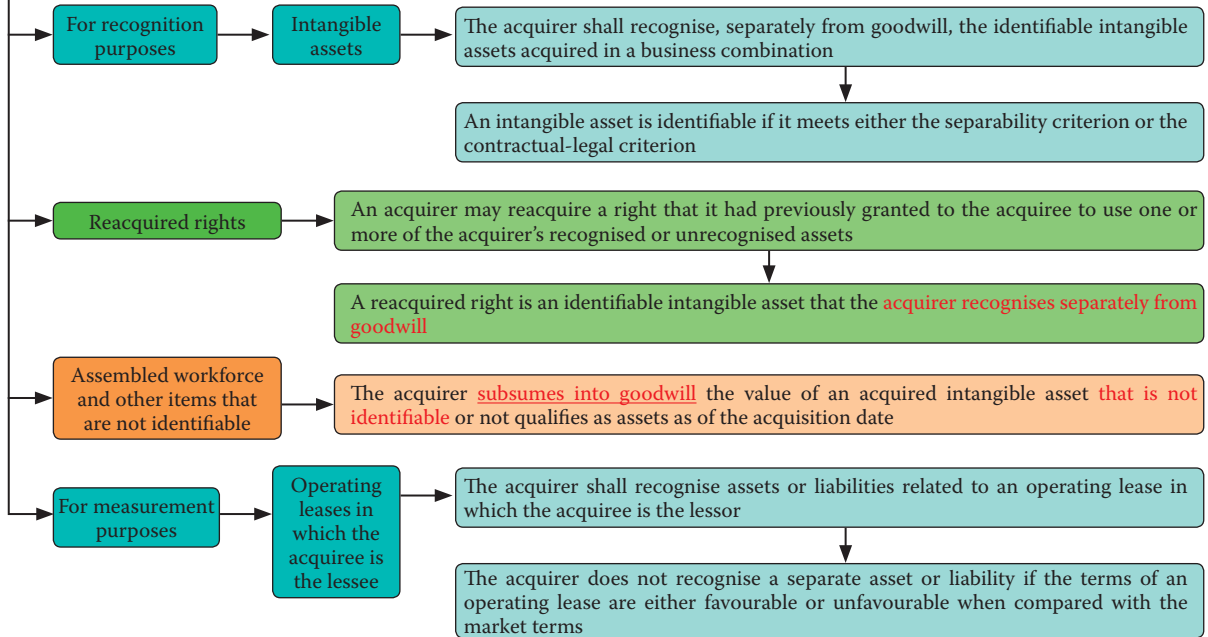 For recognition
purposes
Intangible
assets
The acquirer shall recognise, separately from goodwill, the identifiable intangible
assets acquired in a business combination
An intangible asset is identifiable if it meets either the separability criterion or the
contractual-legal criterion
Reacquired rights
An acquirer may reacquire a right that it had previously granted to the acquiree to use one or
more of the acquirer's recognised or unrecognised assets
A reacquired right is an identifiable intangible asset that the acquirer recognises separately from
goodwill
Assembled workforce
and other items that
are not identifiable
The acquirer subsumes into goodwill the value of an acquired intangible asset that is not
identifiable or not qualifies as assets as of the acquisition date
For measurement
purposes
Operating
leases in
which the
acquiree is
the lessee
The acquirer shall recognise assets or liabilities related to an operating lease in
which the acquiree is the lessor
The acquirer does not recognise a separate asset or liability if the terms of an
operating lease are either favourable or unfavourable when compared with the
market terms